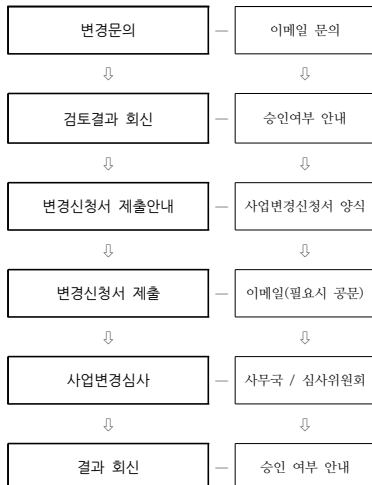 변경문의 — 이메일 문의
⇩ ⇩
검토결과 회신 — 승인여부 안내
⇩ ⇩
변경신청서 제출안내 — 사업변경신청서 양식
⇩ ⇩
변경신청서 제출 — 이메일(필요시 공문)
⇩ ⇩
사업변경심사 — 사무국 / 심사위원회
⇩ ⇩
결과 회신 — 승인 여부 안내